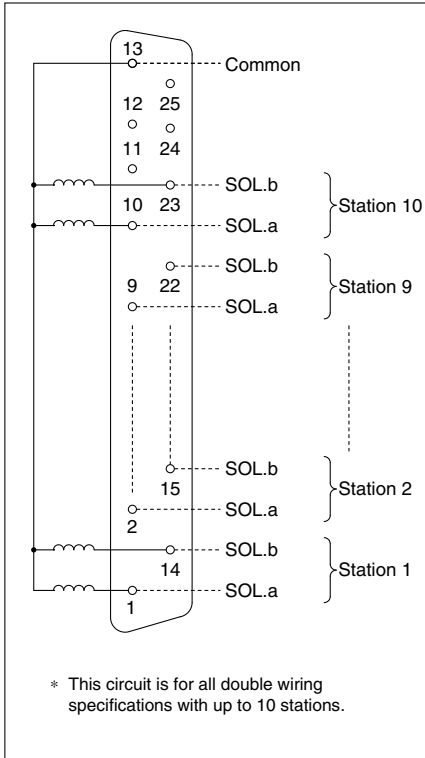 13
Common
12 25
11 24
SOL.b
10 23
Station 10
SOL.a
SOL.b
9 22
Station 9
SOL.a
SOL.b
15
Station 2
2
SOL.a
SOL.b
14
Station 1
SOL.a
1
* This circuit is for all double wiring
specifications with up to 10 stations.